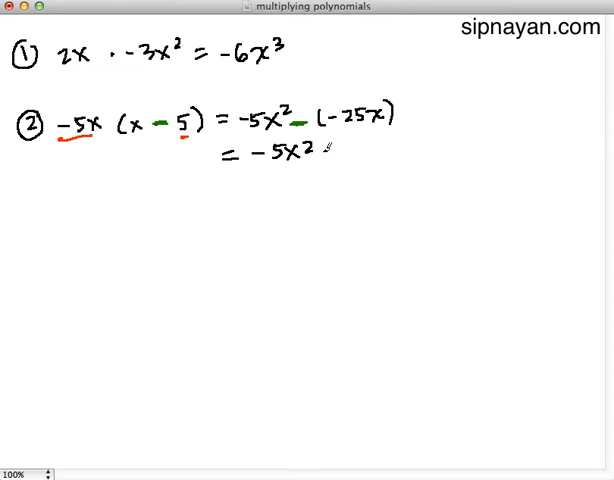 multiplying polynomials
sipnayan.com
① 2x · -3x² = -6x³
② -5x (x - 5) = -5x² - (-25x)
= -5x²
100%